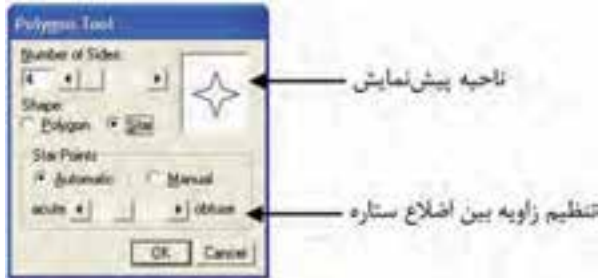 Polygon Tool
Number of Sides:
4
ناحیه پیش‌نمایش
Shape:
Polygon Star
Star Points
Automatic Manual
acute obtuse
تنظیم زاویه بین اضلاع ستاره
OK Cancel